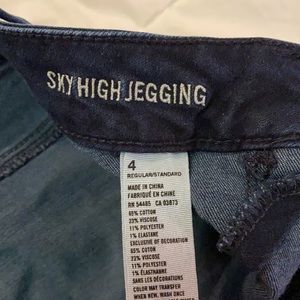 SKY HIGH JEGGING
4
REGULAR/STANDARD
MADE IN CHINA
FABRIQUÉ EN CHINE
RN 54485 CA 03873
65% COTTON
23% VISCOSE
11% POLYESTER
1% ELASTANE
EXCLUSIVE OF DECORATION
65% COTON
23% VISCOSE
11% POLYESTER
1% ÉLASTHANNE
SANS LES DÉCORATIONS
COLOR MAY TRANSFER
WHEN NEW. WASH ONCE